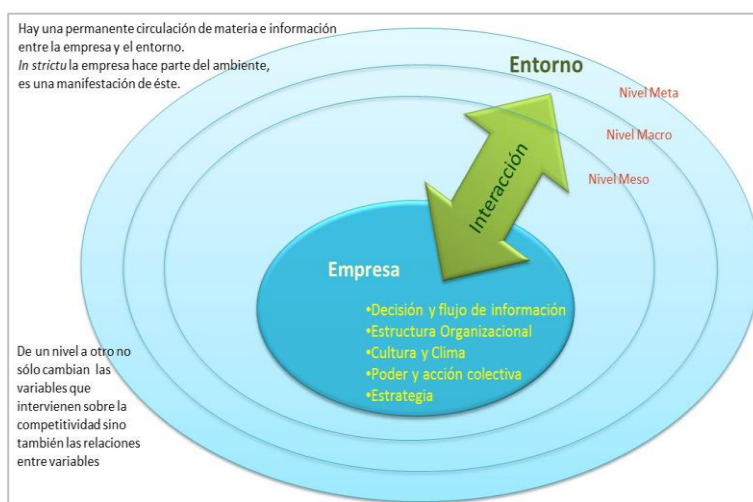 Hay una permanente circulación de materia e información
entre la empresa y el entorno.
In strictu la empresa hace parte del ambiente,
es una manifestación de éste.
Entorno
Nivel Meta
Nivel Macro
Nivel Meso
Interacción
Empresa
•Decisión y flujo de información
•Estructura Organizacional
•Cultura y Clima
•Poder y acción colectiva
•Estrategia
De un nivel a otro no
sólo cambian las
variables que
intervienen sobre la
competitividad sino
también las relaciones
entre variables